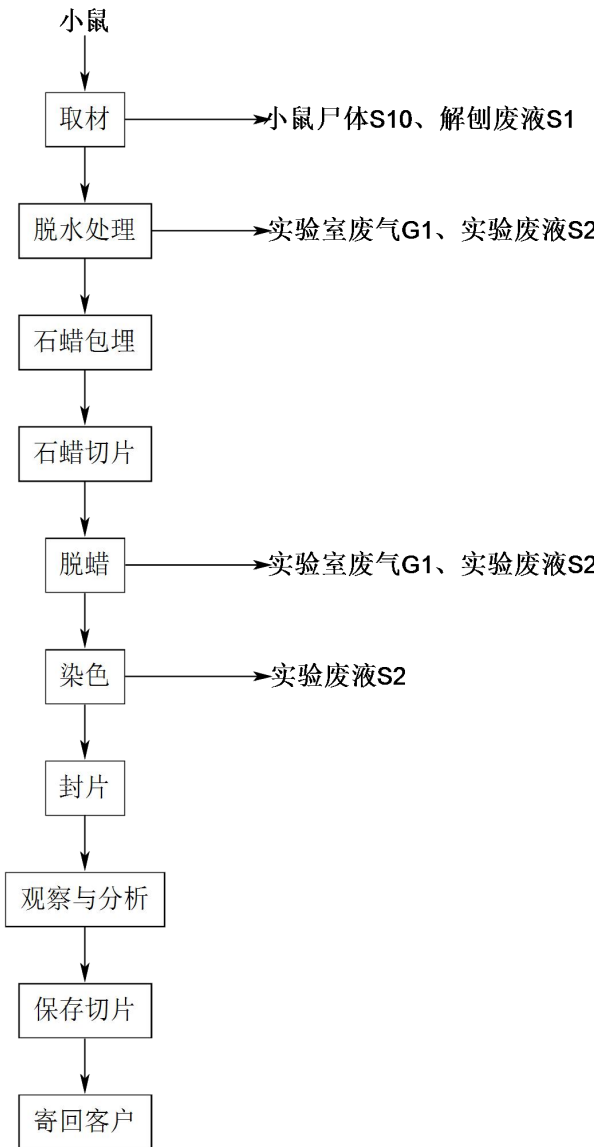 小鼠
取材
小鼠尸体S10、解刨废液S1
脱水处理
实验室废气G1、实验废液S2
石蜡包埋
石蜡切片
脱蜡
实验室废气G1、实验废液S2
染色
实验废液S2
封片
观察与分析
保存切片
寄回客户